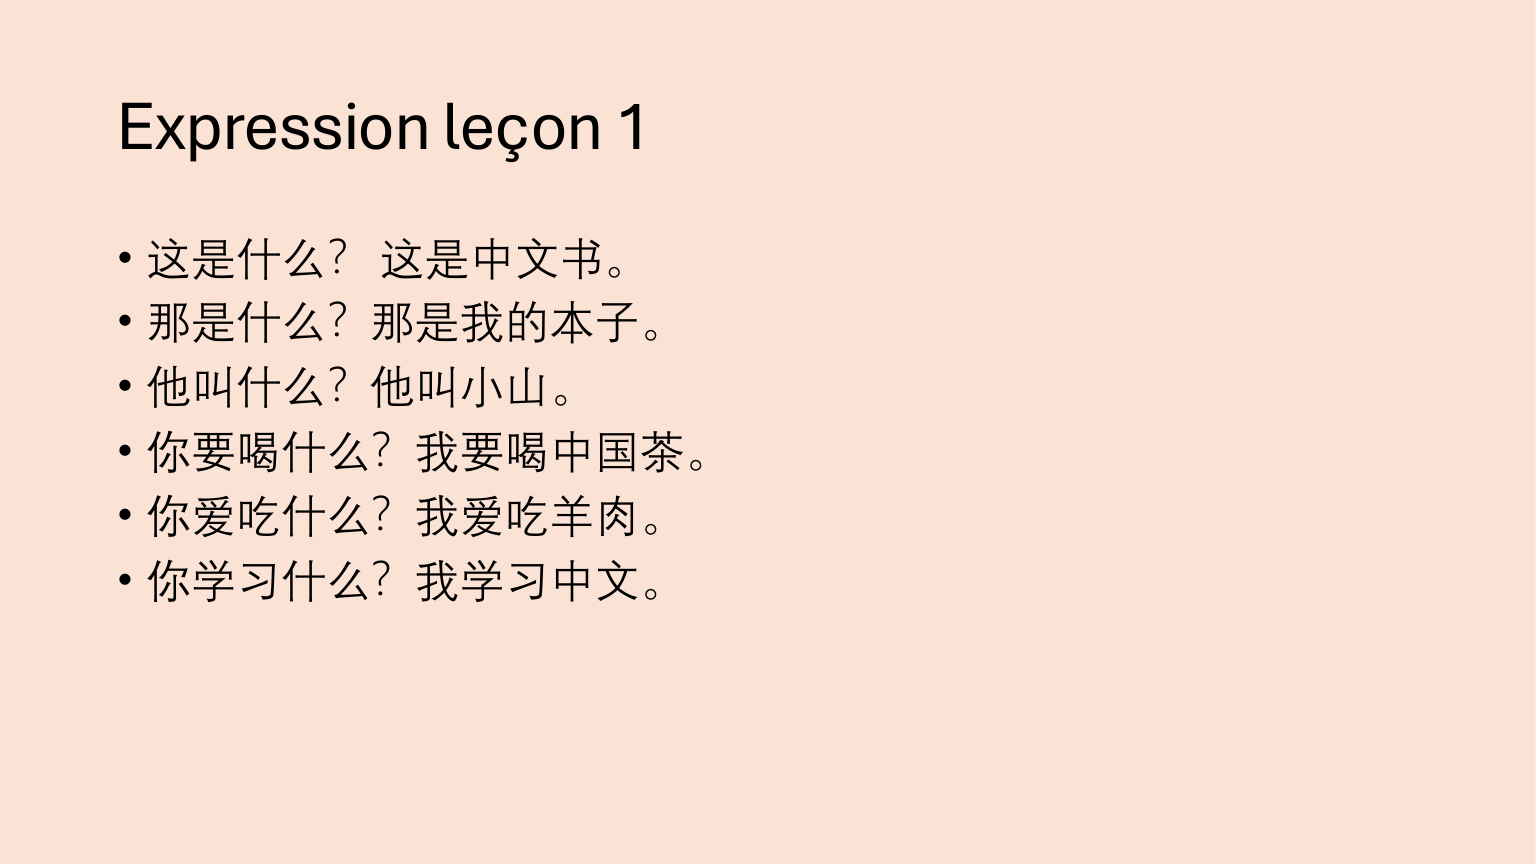 Expression leçon 1
• 这是什么？ 这是中文书。
• 那是什么？那是我的本子。
• 他叫什么？他叫小山。
• 你要喝什么？我要喝中国茶。
• 你爱吃什么？我爱吃羊肉。
• 你学习什么？我学习中文。